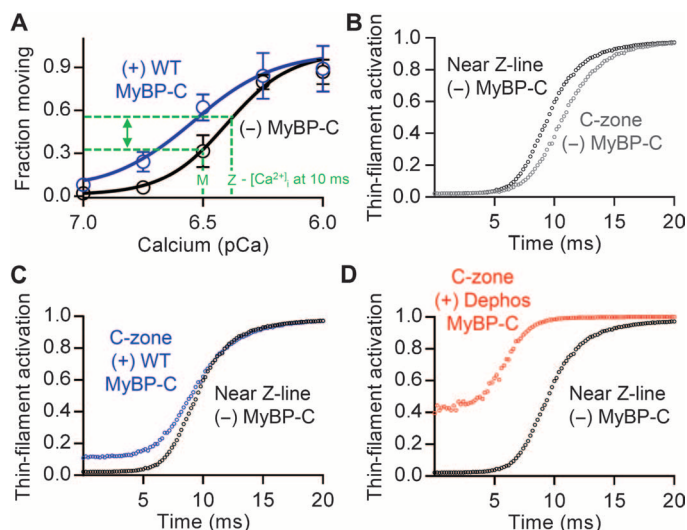 A
Fraction moving
0.9
0.6
0.3
0.0
(+) WT
MyBP-C
(–) MyBP-C
M
Z - [Ca²⁺]ᵢ at 10 ms
7.0 6.5 6.0
Calcium (pCa)
B
Thin-filament activation
1.0
0.8
0.6
0.4
0.2
0.0
Near Z-line
(–) MyBP-C
C-zone
(–) MyBP-C
5 10 15 20
Time (ms)
C
Thin-filament activation
1.0
0.8
0.6
0.4
0.2
0.0
C-zone
(+) WT
MyBP-C
Near Z-line
(–) MyBP-C
5 10 15 20
Time (ms)
D
Thin-filament activation
1.0
0.8
0.6
0.4
0.2
0.0
C-zone
(+) Dephos
MyBP-C
Near Z-line
(–) MyBP-C
5 10 15 20
Time (ms)